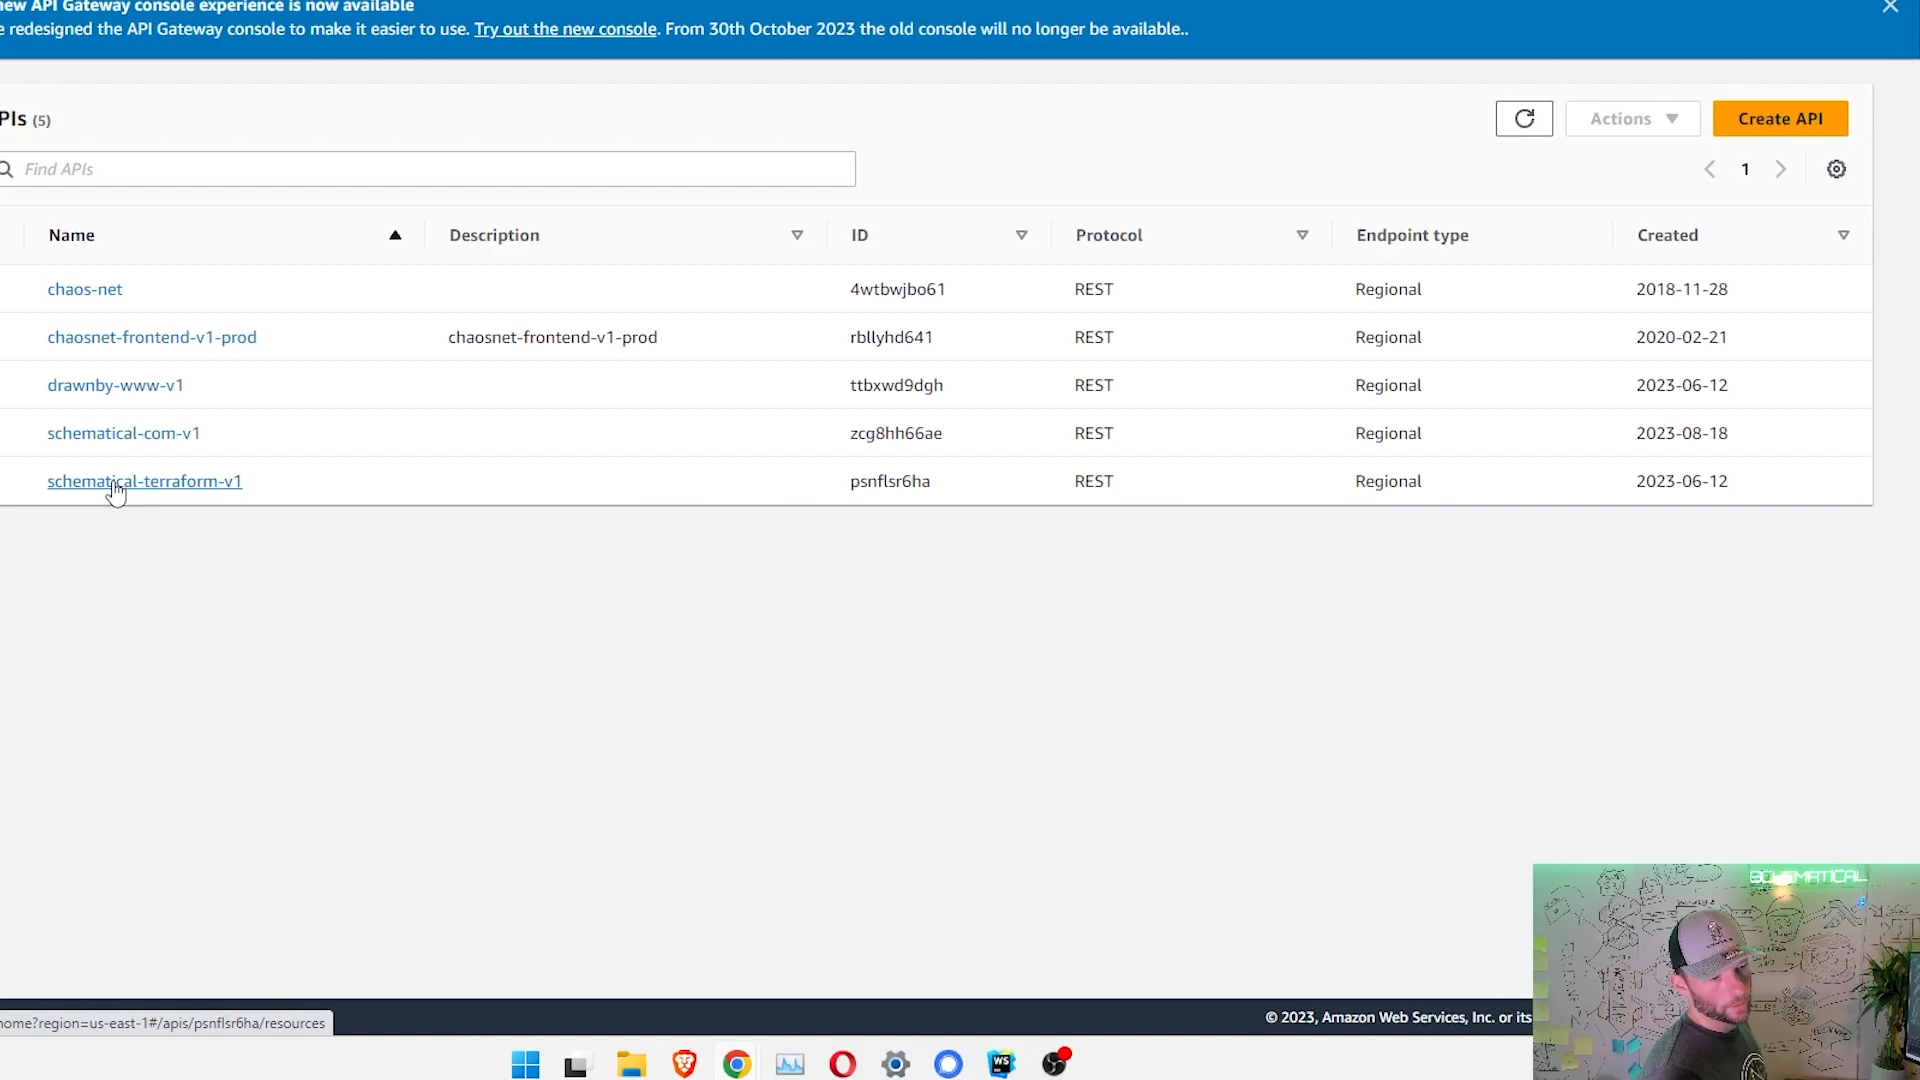 new API Gateway console experience is now available
e redesigned the API Gateway console to make it easier to use. Try out the new console. From 30th October 2023 the old console will no longer be available..
PIs (5)
Actions
Create API
Find APIs
1
Name Description ID Protocol Endpoint type Created
chaos-net 4wtbwjbo61 REST Regional 2018-11-28
chaosnet-frontend-v1-prod chaosnet-frontend-v1-prod rbllyhd641 REST Regional 2020-02-21
drawnby-www-v1 ttbxwd9dgh REST Regional 2023-06-12
schematical-com-v1 zcg8hh66ae REST Regional 2023-08-18
schematical-terraform-v1 psnflsr6ha REST Regional 2023-06-12
SCHEMATICAL
home?region=us-east-1#/apis/psnflsr6ha/resources
© 2023, Amazon Web Services, Inc. or its
WS